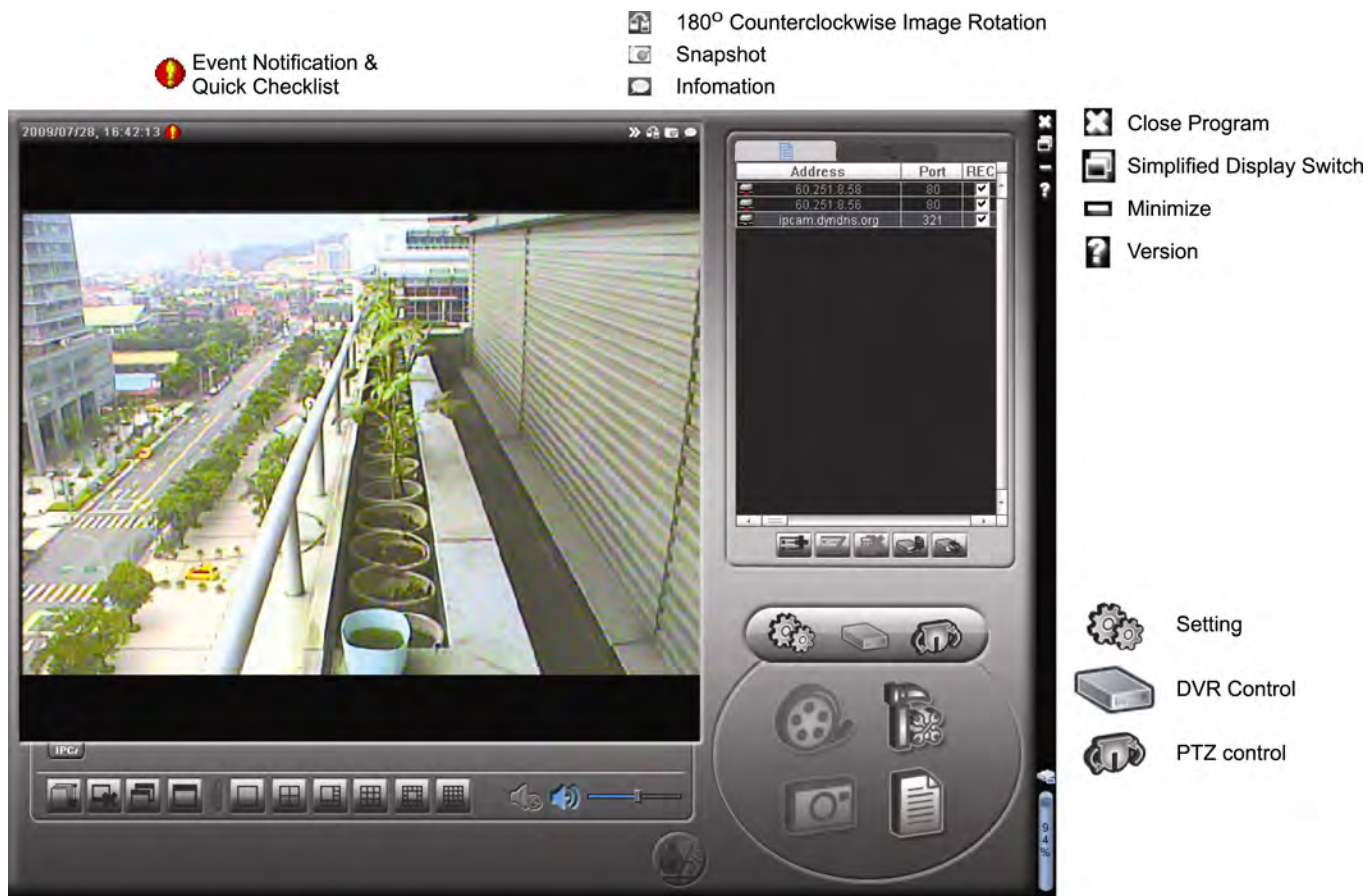 180° Counterclockwise Image Rotation
Snapshot
Infomation
Event Notification &
Quick Checklist
2009/07/28, 16:42:13
Address Port REC
60.251.8.58 80
60.251.8.56 80
ipcam.dyndns.org 321
Close Program
Simplified Display Switch
Minimize
? Version
Setting
DVR Control
PTZ control
IPC
94%